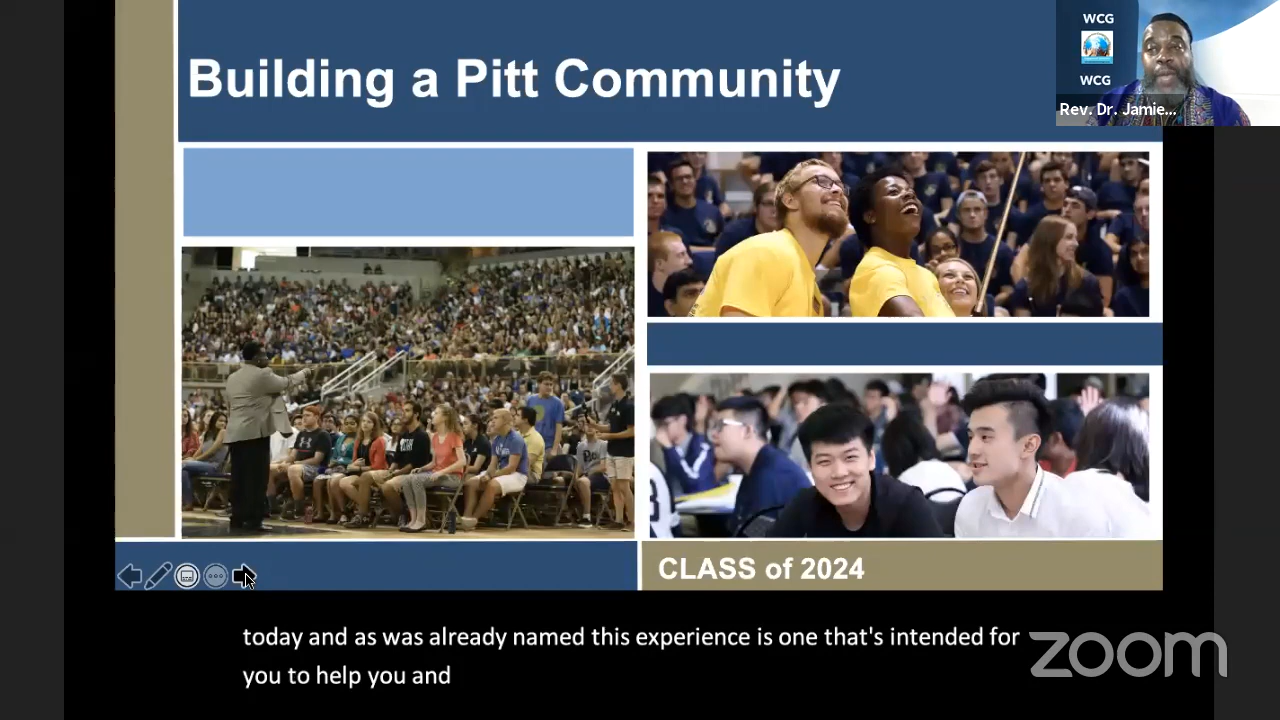 Building a Pitt Community
WCG
WCG
Rev. Dr. Jamie...
CLASS of 2024
today and as was already named this experience is one that's intended for
you to help you and
zoom